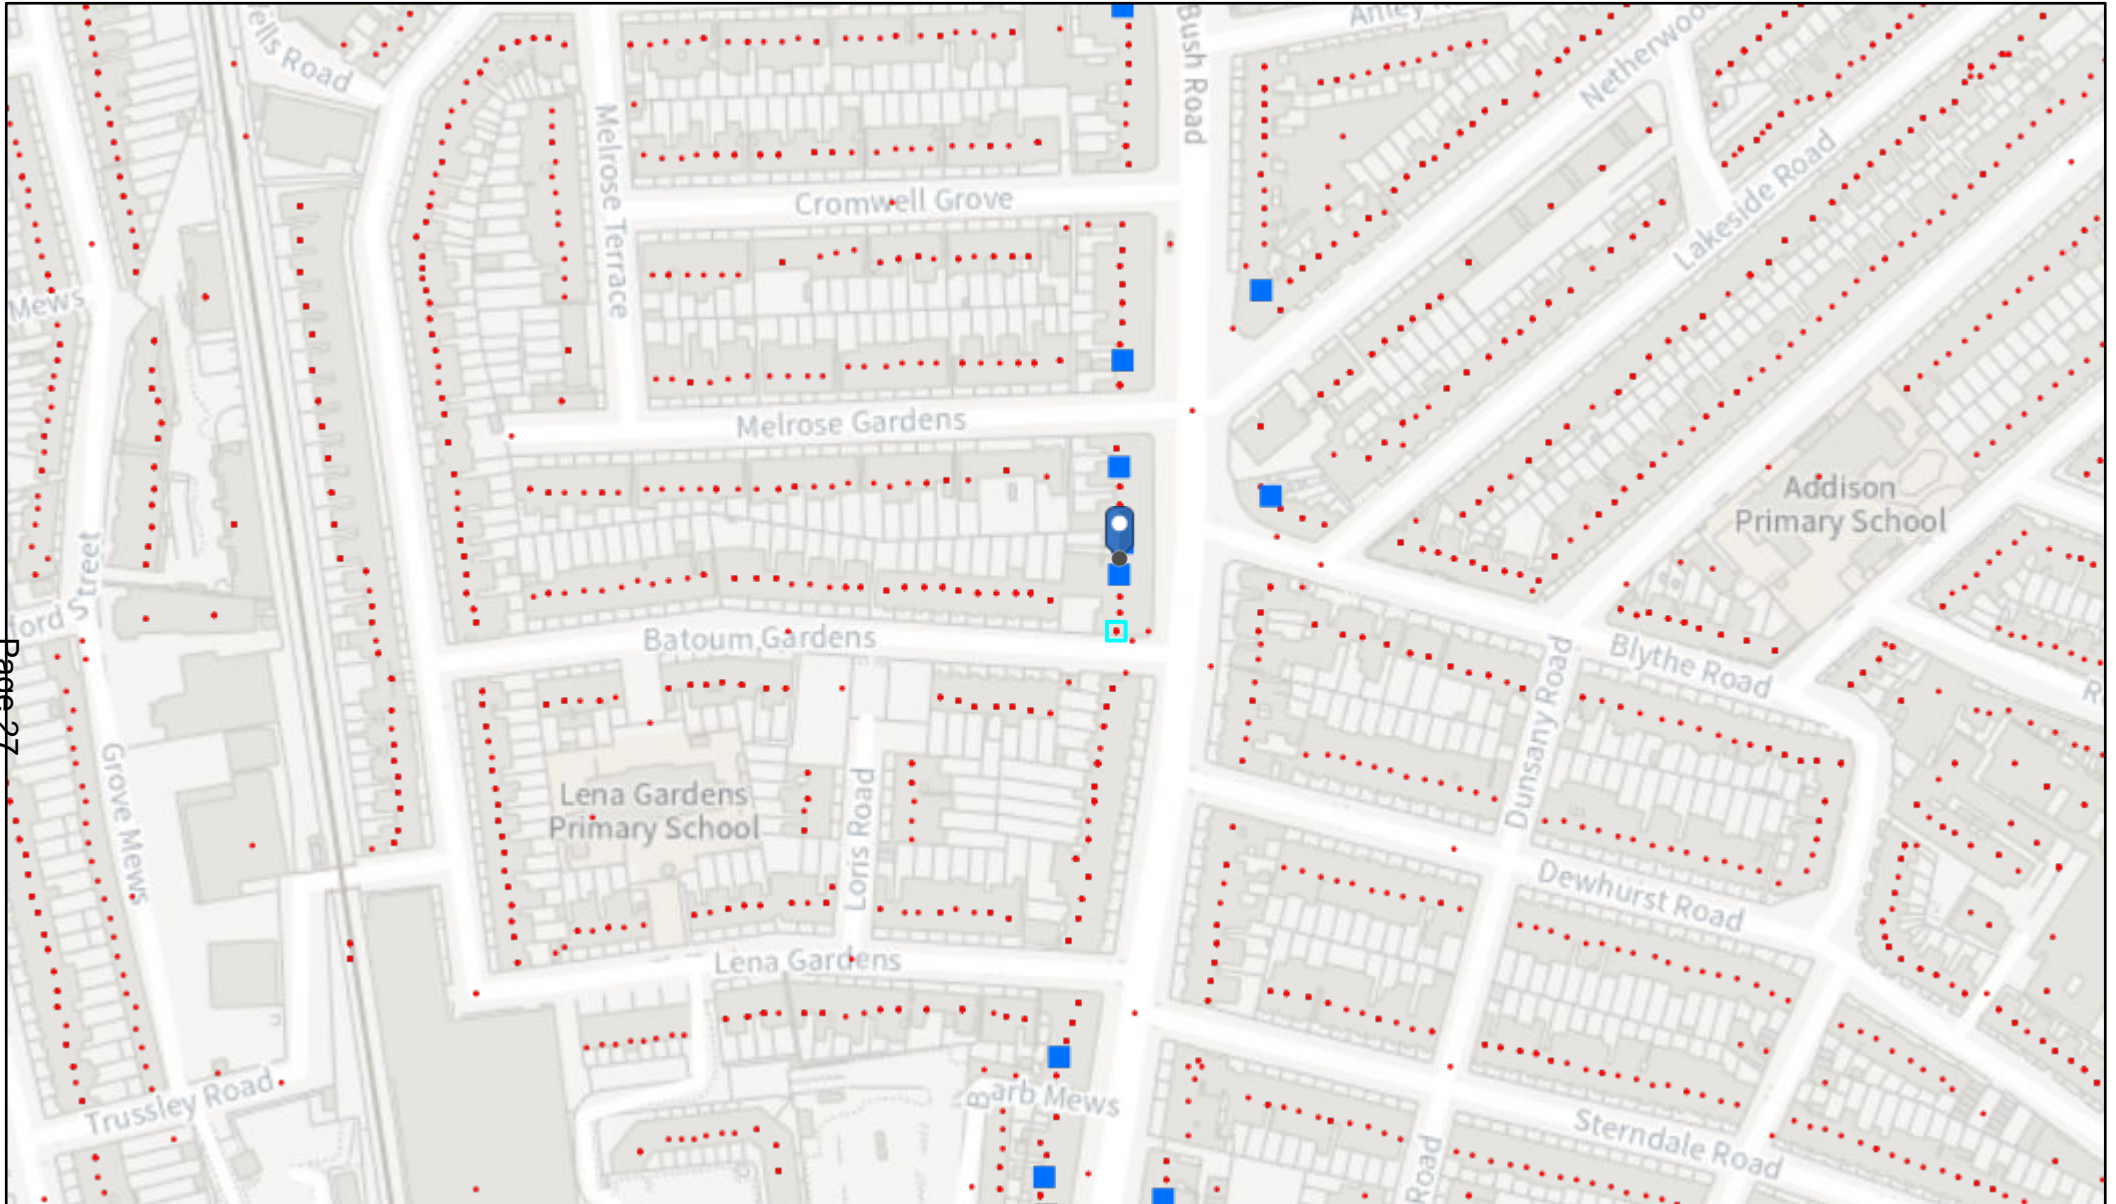 ells Road
Bush Road
Netherwood
Melrose Terrace
Cromwell Grove
Lakeside Road
Mews
Melrose Gardens
Addison
Primary School
ford Street
Batoum Gardens
Blythe Road
Page 27
Dunsany Road
Grove Mews
Lena Gardens
Primary School
Loris Road
Dewhurst Road
Lena Gardens
Trussley Road
Barb Mews
Sterndale Road
Road